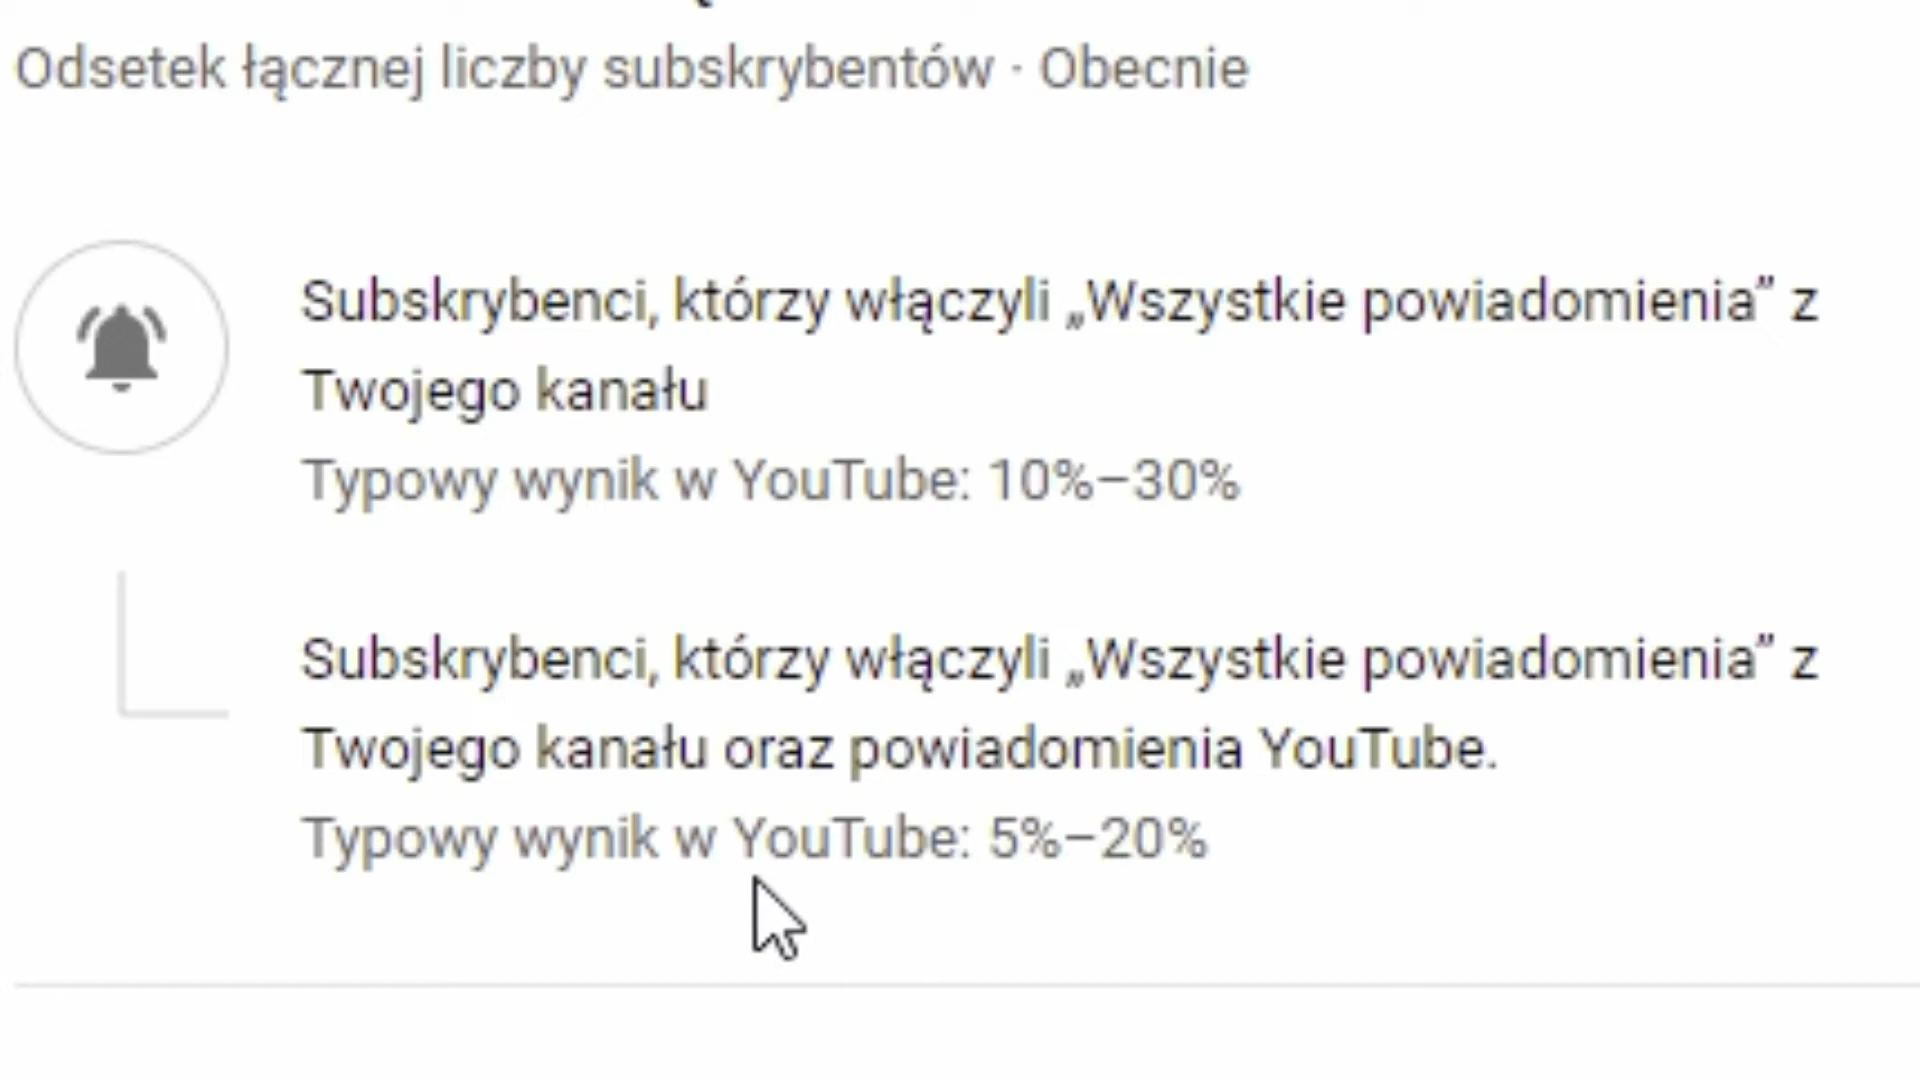 Odsetek łącznej liczby subskrybentów · Obecnie
Subskrybenci, którzy włączyli „Wszystkie powiadomienia” z
Twojego kanału
Typowy wynik w YouTube: 10%–30%
Subskrybenci, którzy włączyli „Wszystkie powiadomienia” z
Twojego kanału oraz powiadomienia YouTube.
Typowy wynik w YouTube: 5%–20%